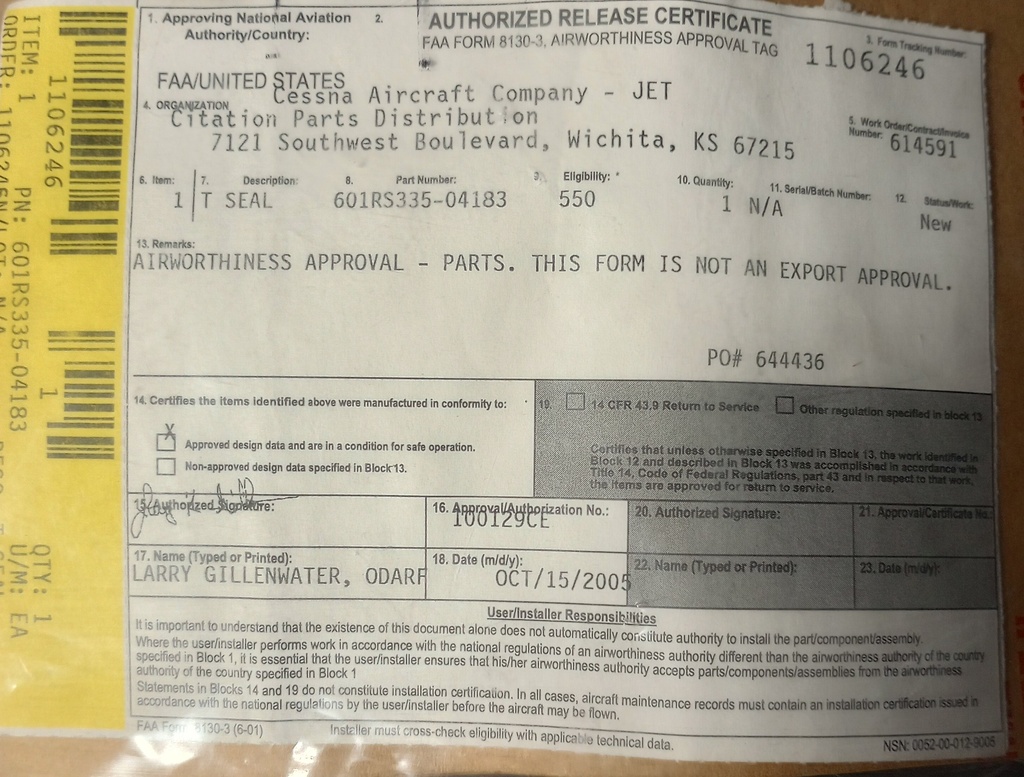 1. Approving National Aviation Authority/Country:
2.
AUTHORIZED RELEASE CERTIFICATE
FAA FORM 8130-3, AIRWORTHINESS APPROVAL TAG
3. Form Tracking Number:
1106246
FAA/UNITED STATES
4. ORGANIZATION
Cessna Aircraft Company - JET
Citation Parts Distribution
7121 Southwest Boulevard, Wichita, KS 67215
5. Work Order/Contract/Invoice
Number: 614591
6. Item: 7. Description: 8. Part Number: 9. Eligibility: * 10. Quantity: 11. Serial/Batch Number: 12. Status/Work:
1 T SEAL 601RS335-04183 550 1 N/A New
13. Remarks:
AIRWORTHINESS APPROVAL - PARTS. THIS FORM IS NOT AN EXPORT APPROVAL.
PO# 644436
14. Certifies the items identified above were manufactured in conformity to:
X
Approved design data and are in a condition for safe operation.
Non-approved design data specified in Block 13.
19. 14 CFR 43.9 Return to Service Other regulation specified in block 13
Certifies that unless otherwise specified in Block 13, the work identified in
Block 12 and described in Block 13 was accomplished in accordance with
Title 14, Code of Federal Regulations, part 43 and in respect to that work,
the items are approved for return to service.
15. Authorized Signature:
16. Approval/Authorization No.:
100129CE
20. Authorized Signature:
21. Approval/Certificate No.:
17. Name (Typed or Printed):
LARRY GILLENWATER, ODARF
18. Date (m/d/y):
OCT/15/2005
22. Name (Typed or Printed):
23. Date (m/d/y):
User/Installer Responsibilities
It is important to understand that the existence of this document alone does not automatically constitute authority to install the part/component/assembly.
Where the user/installer performs work in accordance with the national regulations of an airworthiness authority different than the airworthiness authority of the country
specified in Block 1, it is essential that the user/installer ensures that his/her airworthiness authority accepts parts/components/assemblies from the airworthiness
authority of the country specified in Block 1
Statements in Blocks 14 and 19 do not constitute installation certification. In all cases, aircraft maintenance records must contain an installation certification issued in
accordance with the national regulations by the user/installer before the aircraft may be flown.
FAA Form 8130-3 (6-01)
Installer must cross-check eligibility with applicable technical data.
NSN: 0052-00-012-9005
1106246
1
ITEM: 1 PN: 601RS335-04183 QTY: 1
ORDER: 1106246N/LOT: N/A U/M: EA